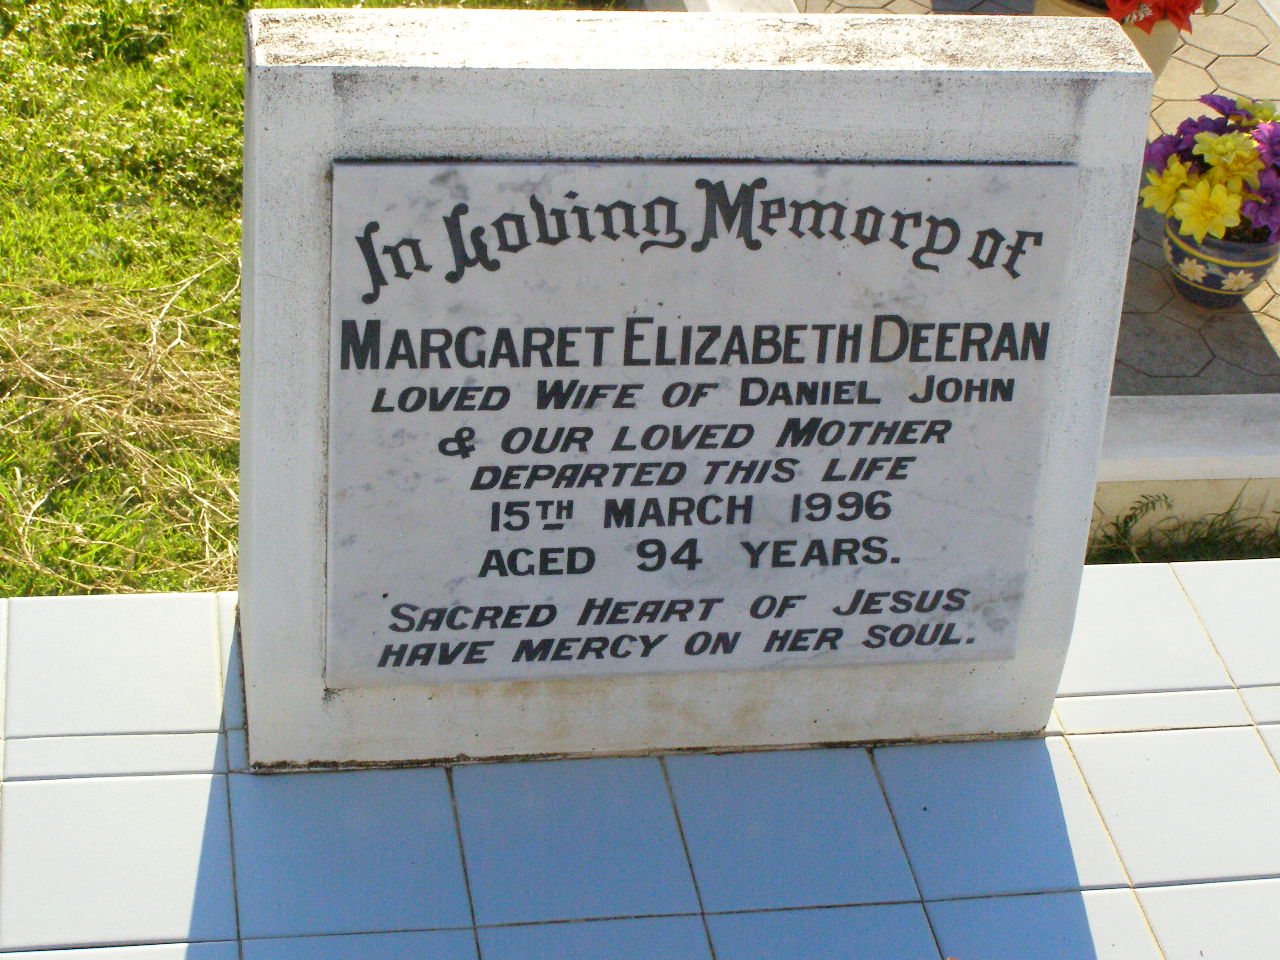 In Loving Memory of
MARGARET ELIZABETH DEERAN
LOVED WIFE OF DANIEL JOHN
& OUR LOVED MOTHER
DEPARTED THIS LIFE
15TH MARCH 1996
AGED 94 YEARS.
SACRED HEART OF JESUS
HAVE MERCY ON HER SOUL.